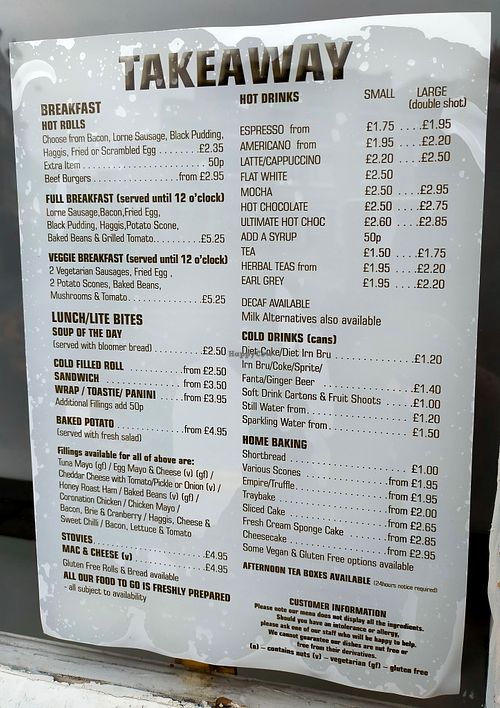 TAKEAWAY
BREAKFAST
HOT ROLLS
Choose from Bacon, Lorne Sausage, Black Pudding,
Haggis, Fried or Scrambled Egg ..........£2.35
Extra Item ..............................50p
Beef Burgers .....................from £2.95
FULL BREAKFAST (served until 12 o'clock)
Lorne Sausage,Bacon,Fried Egg,
Black Pudding, Haggis,Potato Scone,
Baked Beans & Grilled Tomato............£5.25
VEGGIE BREAKFAST (served until 12 o'clock)
2 Vegetarian Sausages, Fried Egg ,
2 Potato Scones, Baked Beans,
Mushrooms & Tomato.....................£5.25
LUNCH/LITE BITES
SOUP OF THE DAY
(served with bloomer bread) ..............£2.50
COLD FILLED ROLL ...............from £2.50
SANDWICH .....................from £3.50
WRAP / TOASTIE/ PANINI ........from £3.95
Additional Fillings add 50p
BAKED POTATO ..................from £4.95
(served with fresh salad)
Fillings available for all of above are:
Tuna Mayo (gf) / Egg Mayo & Cheese (v) (gf) /
Cheddar Cheese with Tomato/Pickle or Onion (v) /
Honey Roast Ham / Baked Beans (v) (gf) /
Coronation Chicken / Chicken Mayo /
Bacon, Brie & Cranberry / Haggis, Cheese &
Sweet Chilli / Bacon, Lettuce & Tomato
STOVIES ................................£4.95
MAC & CHEESE (v) ......................£4.95
Gluten Free Rolls & Bread available
ALL OUR FOOD TO GO IS FRESHLY PREPARED
- all subject to availability
HOT DRINKS SMALL LARGE
(double shot)
ESPRESSO from £1.75 ....£1.95
AMERICANO from £1.95 ....£2.20
LATTE/CAPPUCCINO £2.20 ....£2.50
FLAT WHITE £2.50
MOCHA £2.50 ....£2.95
HOT CHOCOLATE £2.50 ....£2.75
ULTIMATE HOT CHOC £2.60 ....£2.85
ADD A SYRUP 50p
TEA £1.50 ....£1.75
HERBAL TEAS from £1.95 ....£2.20
EARL GREY £1.95 ....£2.20
DECAF AVAILABLE
Milk Alternatives also available
COLD DRINKS (cans)
Diet Coke/Diet Irn Bru ..................£1.20
Irn Bru/Coke/Sprite/
Fanta/Ginger Beer .....................£1.40
Soft Drink Cartons & Fruit Shoots ......£1.00
Still Water from ........................£1.20
Sparkling Water from....................£1.50
HOME BAKING
Shortbread ............................£1.00
Various Scones ....................from £1.95
Empire/Truffle.....................from £1.95
Traybake ..........................from £2.00
Sliced Cake .......................from £2.65
Fresh Cream Sponge Cake ...........from £2.85
Cheesecake ........................from £2.95
Some Vegan & Gluten Free options available
AFTERNOON TEA BOXES AVAILABLE (24hours notice required)
CUSTOMER INFORMATION
Please note our menu does not display all the ingredients.
Should you have an intolerance or allergy,
please ask one of our staff who will be happy to help.
We cannot guarantee our dishes are nut free or
free from their derivatives.
(n) – contains nuts (v) – vegetarian (gf) – gluten free